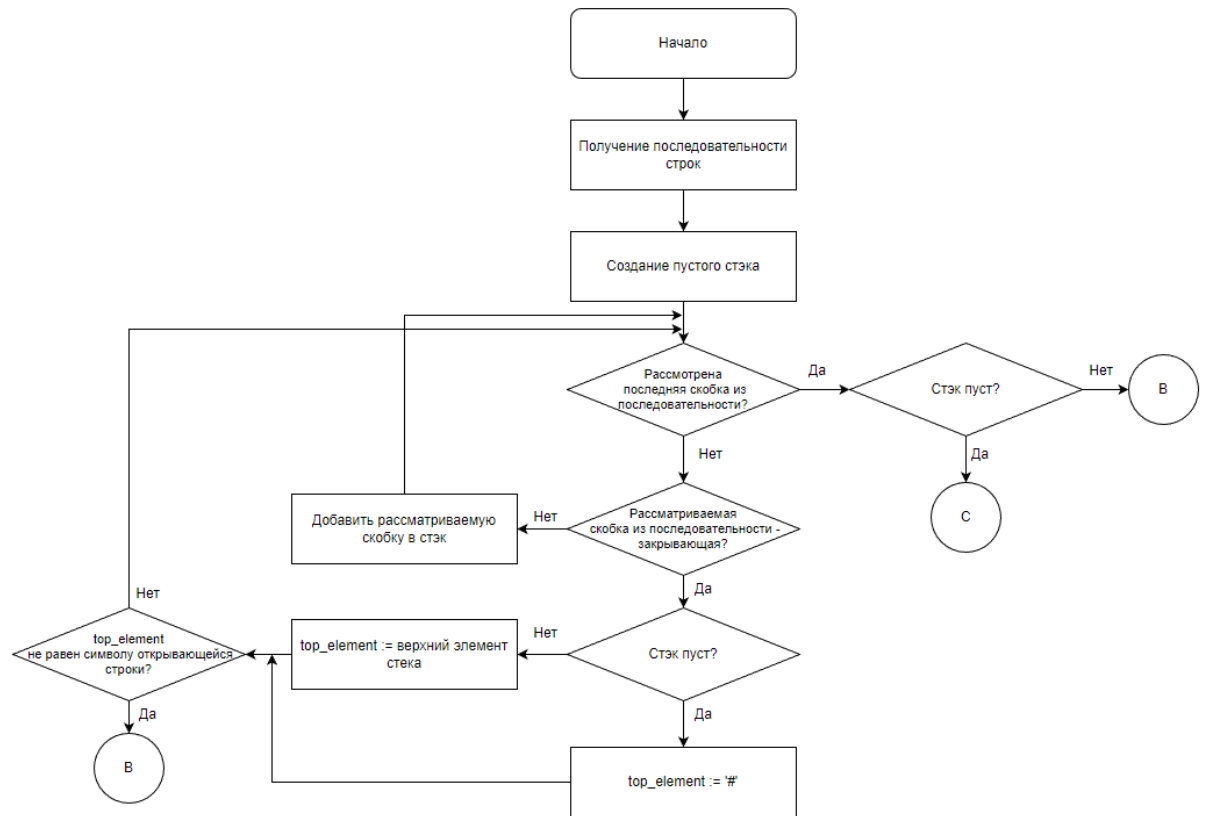 Начало
Получение последовательности
строк
Создание пустого стэка
Рассмотрена
последняя скобка из
последовательности?
Да
Стэк пуст?
Нет
B
Да
C
Нет
Рассматриваемая
скобка из последовательности -
закрывающая?
Нет
Добавить рассматриваемую
скобку в стэк
Да
Стэк пуст?
Нет
top_element := верхний элемент
стека
Нет
top_element
не равен символу открывающейся
строки?
Да
B
Да
top_element := '#'